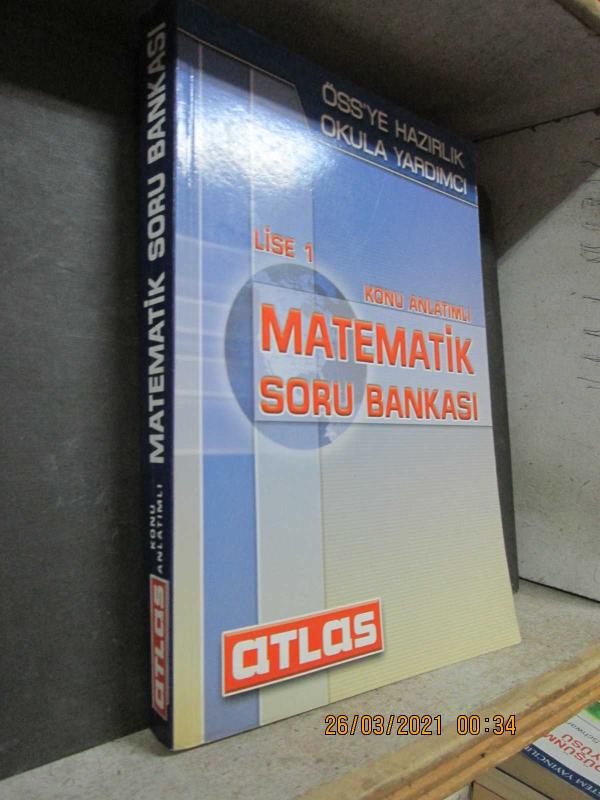 ÖSS'YE HAZIRLIK
OKULA YARDIMCI
LİSE 1
KONU ANLATIMLI
MATEMATİK
SORU BANKASI
ATLAS
KONU
ANLATIMLI
MATEMATİK SORU BANKASI
ATLAS
26/03/2021 00:34